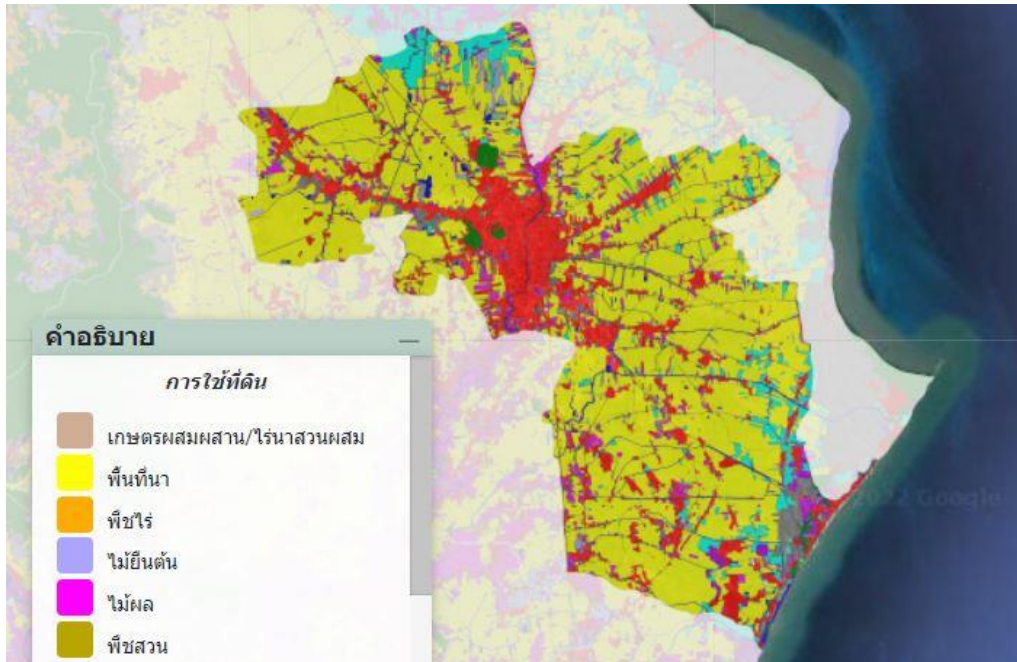 คำอธิบาย
การใช้ที่ดิน
เกษตรผสมผสาน/ไร่นาสวนผสม
พื้นที่นา
พืชไร่
ไม้ยืนต้น
ไม้ผล
พืชสวน
2022 Google